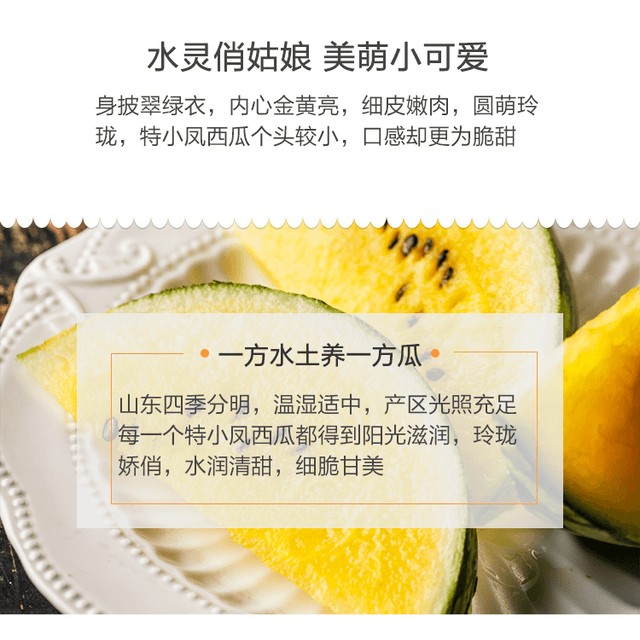 水灵俏姑娘 美萌小可爱
身披翠绿衣，内心金黄亮，细皮嫩肉，圆萌玲
珑，特小凤西瓜个头较小，口感却更为脆甜
一方水土养一方瓜
山东四季分明，温湿适中，产区光照充足
每一个特小凤西瓜都得到阳光滋润，玲珑
娇俏，水润清甜，细脆甘美